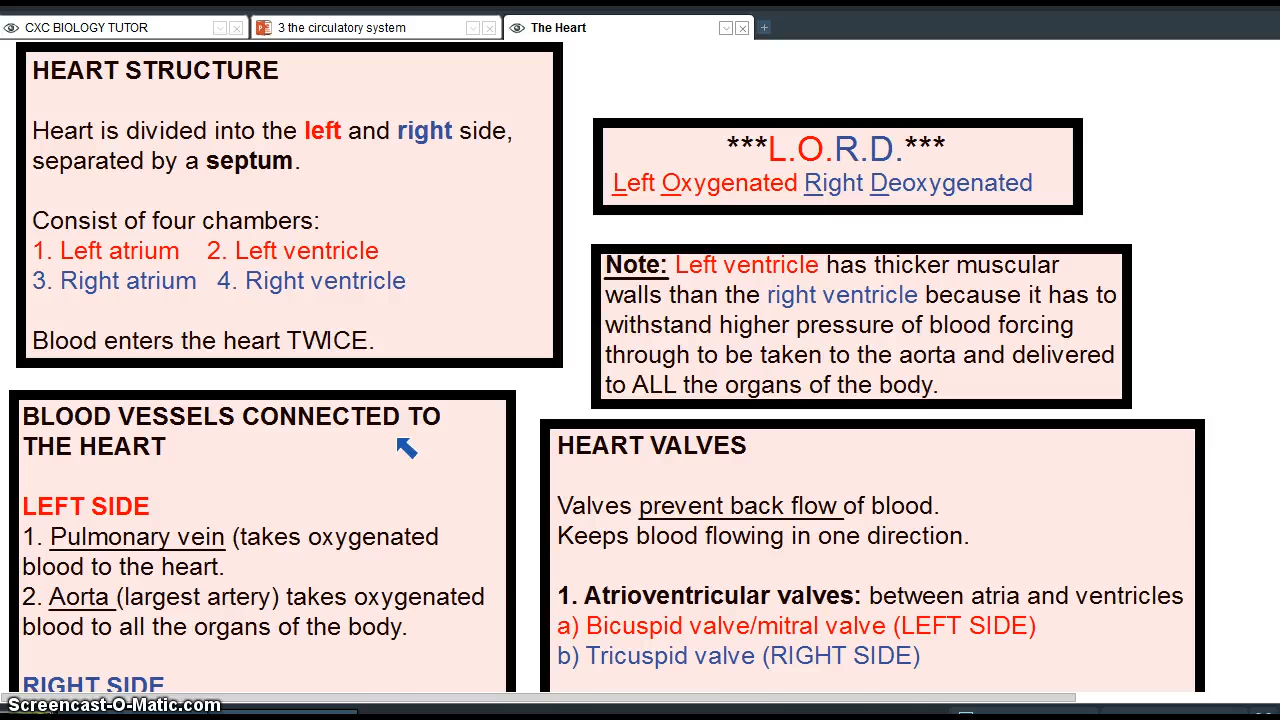 CXC BIOLOGY TUTOR
3 the circulatory system
The Heart
HEART STRUCTURE
Heart is divided into the left and right side,
separated by a septum.
Consist of four chambers:
1. Left atrium 2. Left ventricle
3. Right atrium 4. Right ventricle
Blood enters the heart TWICE.
***L.O.R.D.***
Left Oxygenated Right Deoxygenated
Note: Left ventricle has thicker muscular
walls than the right ventricle because it has to
withstand higher pressure of blood forcing
through to be taken to the aorta and delivered
to ALL the organs of the body.
BLOOD VESSELS CONNECTED TO
THE HEART
LEFT SIDE
1. Pulmonary vein (takes oxygenated
blood to the heart.
2. Aorta (largest artery) takes oxygenated
blood to all the organs of the body.
RIGHT SIDE
HEART VALVES
Valves prevent back flow of blood.
Keeps blood flowing in one direction.
1. Atrioventricular valves: between atria and ventricles
a) Bicuspid valve/mitral valve (LEFT SIDE)
b) Tricuspid valve (RIGHT SIDE)
Screencast-O-Matic.com